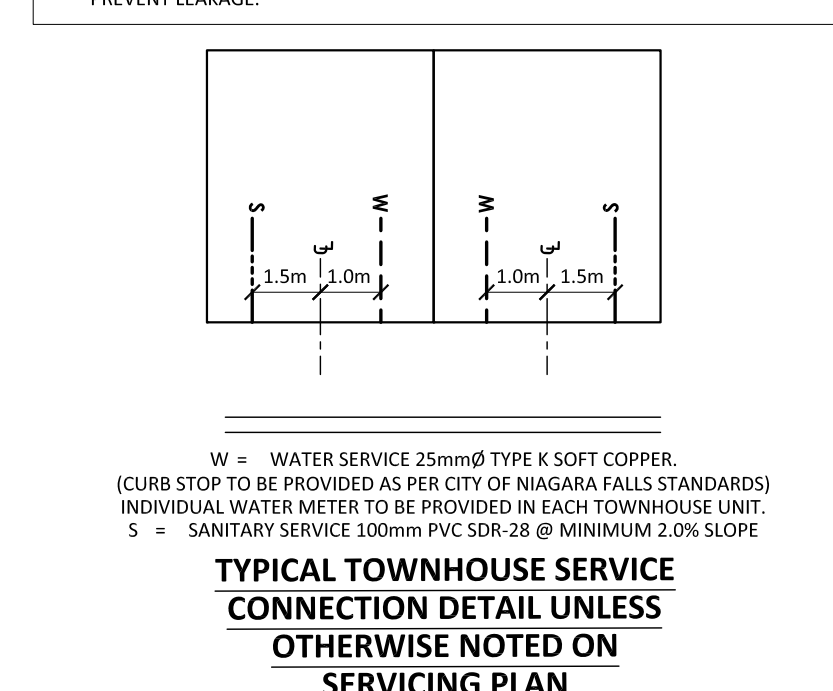 PREVENT LEAKAGE.
S W W S
1.5m 1.0m 1.0m 1.5m
W = WATER SERVICE 25mmØ TYPE K SOFT COPPER.
(CURB STOP TO BE PROVIDED AS PER CITY OF NIAGARA FALLS STANDARDS)
INDIVIDUAL WATER METER TO BE PROVIDED IN EACH TOWNHOUSE UNIT.
S = SANITARY SERVICE 100mm PVC SDR-28 @ MINIMUM 2.0% SLOPE
TYPICAL TOWNHOUSE SERVICE
CONNECTION DETAIL UNLESS
OTHERWISE NOTED ON
SERVICING PLAN